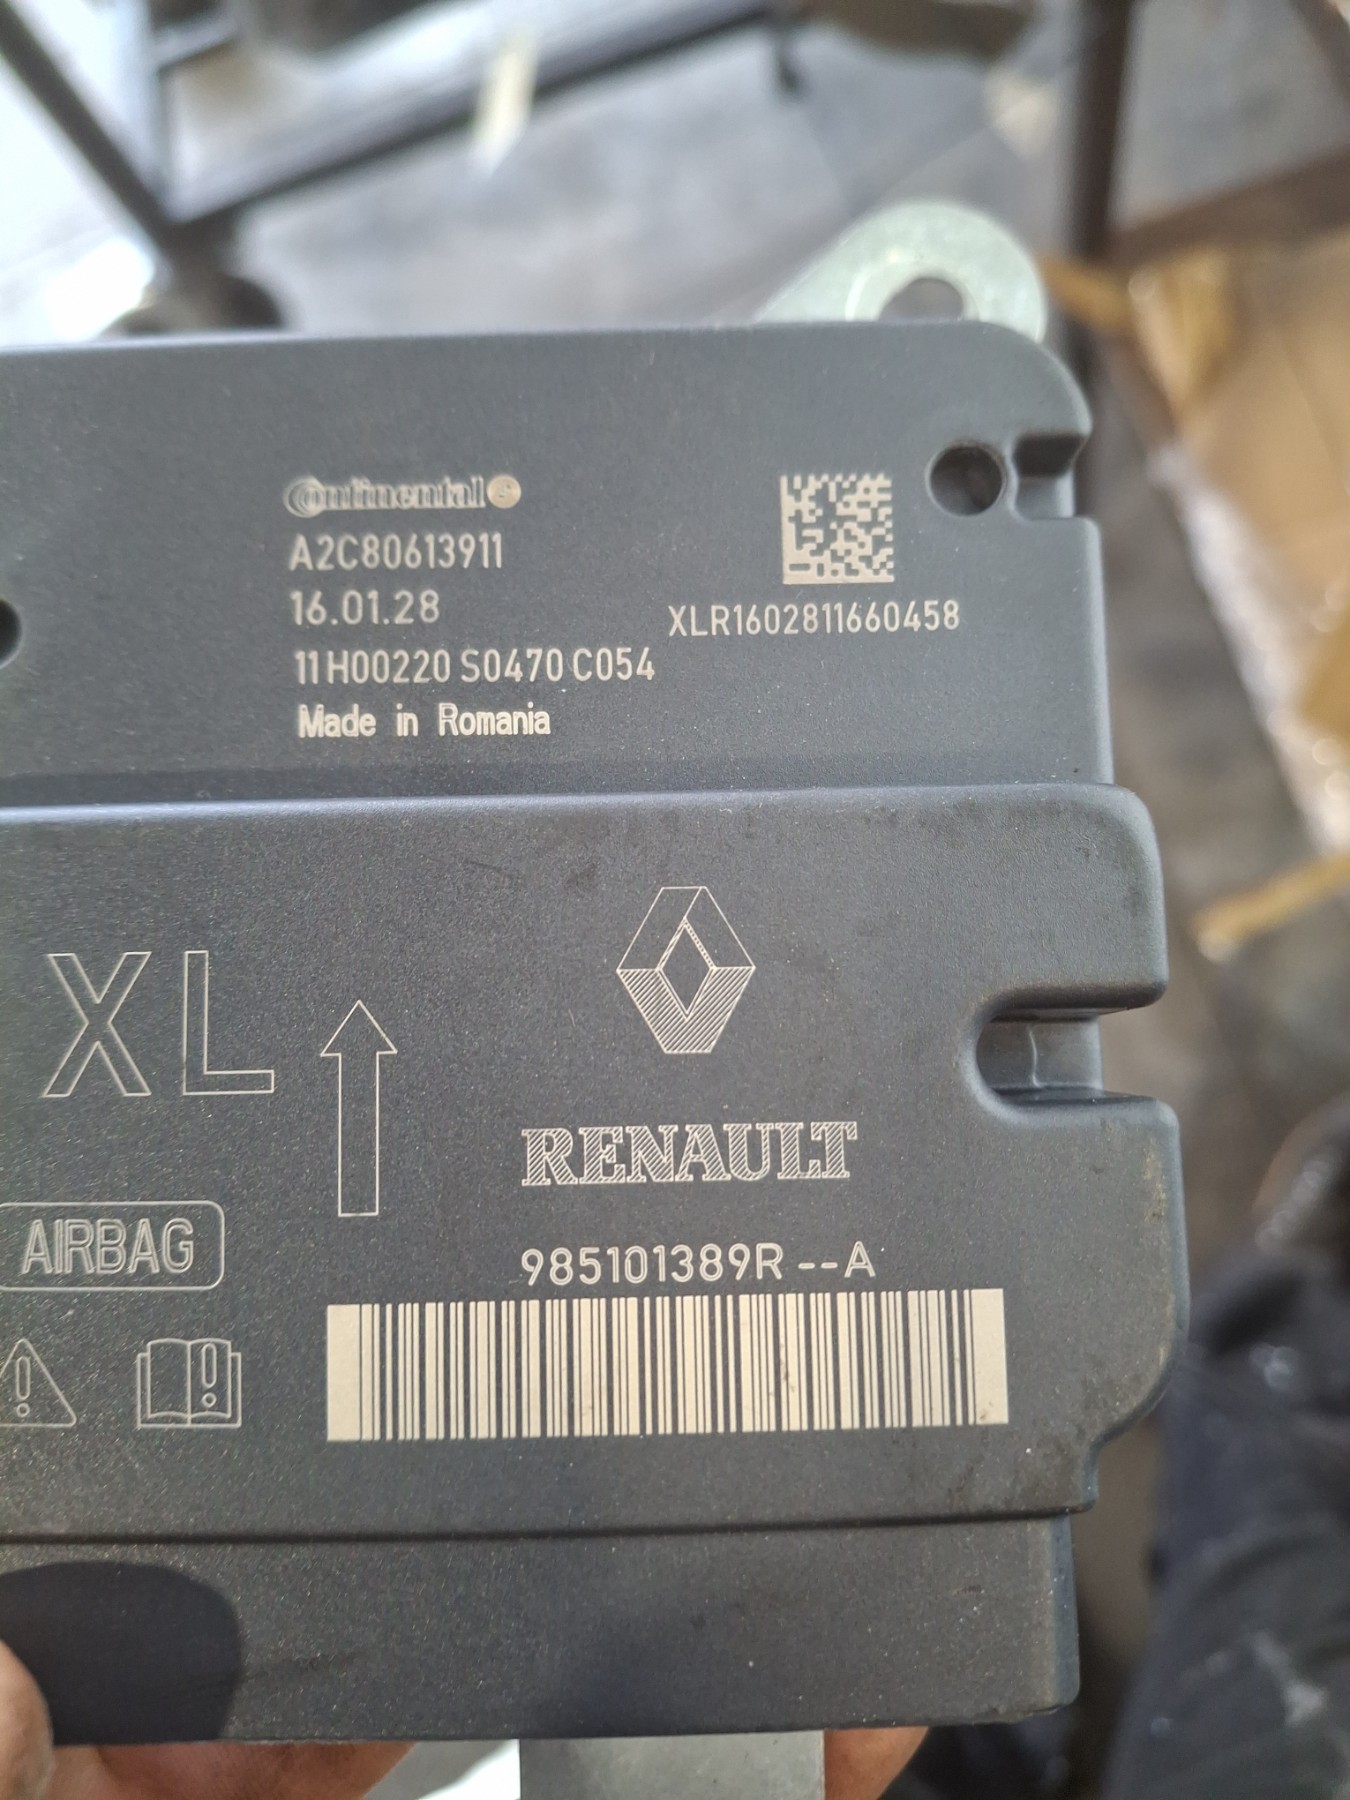 Continental
A2C80613911
16.01.28
XLR1602811660458
11H00220 S0470 C054
Made in Romania
XL
RENAULT
AIRBAG
985101389R --A